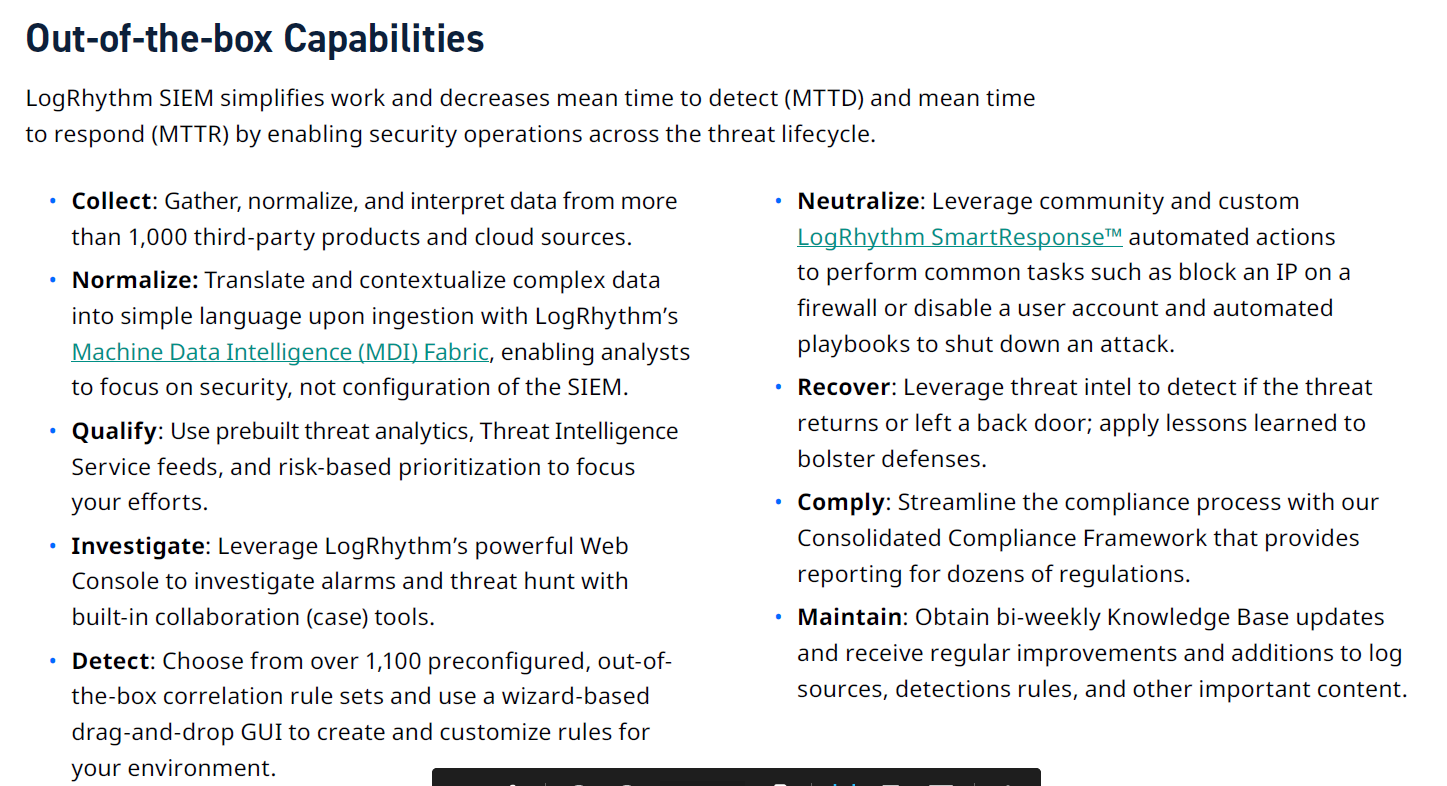 Out-of-the-box Capabilities
LogRhythm SIEM simplifies work and decreases mean time to detect (MTTD) and mean time
to respond (MTTR) by enabling security operations across the threat lifecycle.
• Collect: Gather, normalize, and interpret data from more
than 1,000 third-party products and cloud sources.
• Normalize: Translate and contextualize complex data
into simple language upon ingestion with LogRhythm’s
Machine Data Intelligence (MDI) Fabric, enabling analysts
to focus on security, not configuration of the SIEM.
• Qualify: Use prebuilt threat analytics, Threat Intelligence
Service feeds, and risk-based prioritization to focus
your efforts.
• Investigate: Leverage LogRhythm’s powerful Web
Console to investigate alarms and threat hunt with
built-in collaboration (case) tools.
• Detect: Choose from over 1,100 preconfigured, out-of-
the-box correlation rule sets and use a wizard-based
drag-and-drop GUI to create and customize rules for
your environment.
• Neutralize: Leverage community and custom
LogRhythm SmartResponse™ automated actions
to perform common tasks such as block an IP on a
firewall or disable a user account and automated
playbooks to shut down an attack.
• Recover: Leverage threat intel to detect if the threat
returns or left a back door; apply lessons learned to
bolster defenses.
• Comply: Streamline the compliance process with our
Consolidated Compliance Framework that provides
reporting for dozens of regulations.
• Maintain: Obtain bi-weekly Knowledge Base updates
and receive regular improvements and additions to log
sources, detections rules, and other important content.